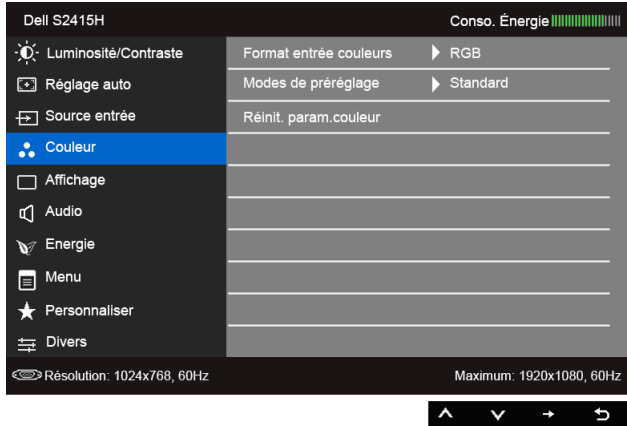 Dell S2415H Conso. Énergie
Luminosité/Contraste
Réglage auto
Source entrée
Couleur
Affichage
Audio
Energie
Menu
Personnaliser
Divers
Format entrée couleurs RGB
Modes de préréglage Standard
Réinit. param.couleur
Résolution: 1024x768, 60Hz Maximum: 1920x1080, 60Hz